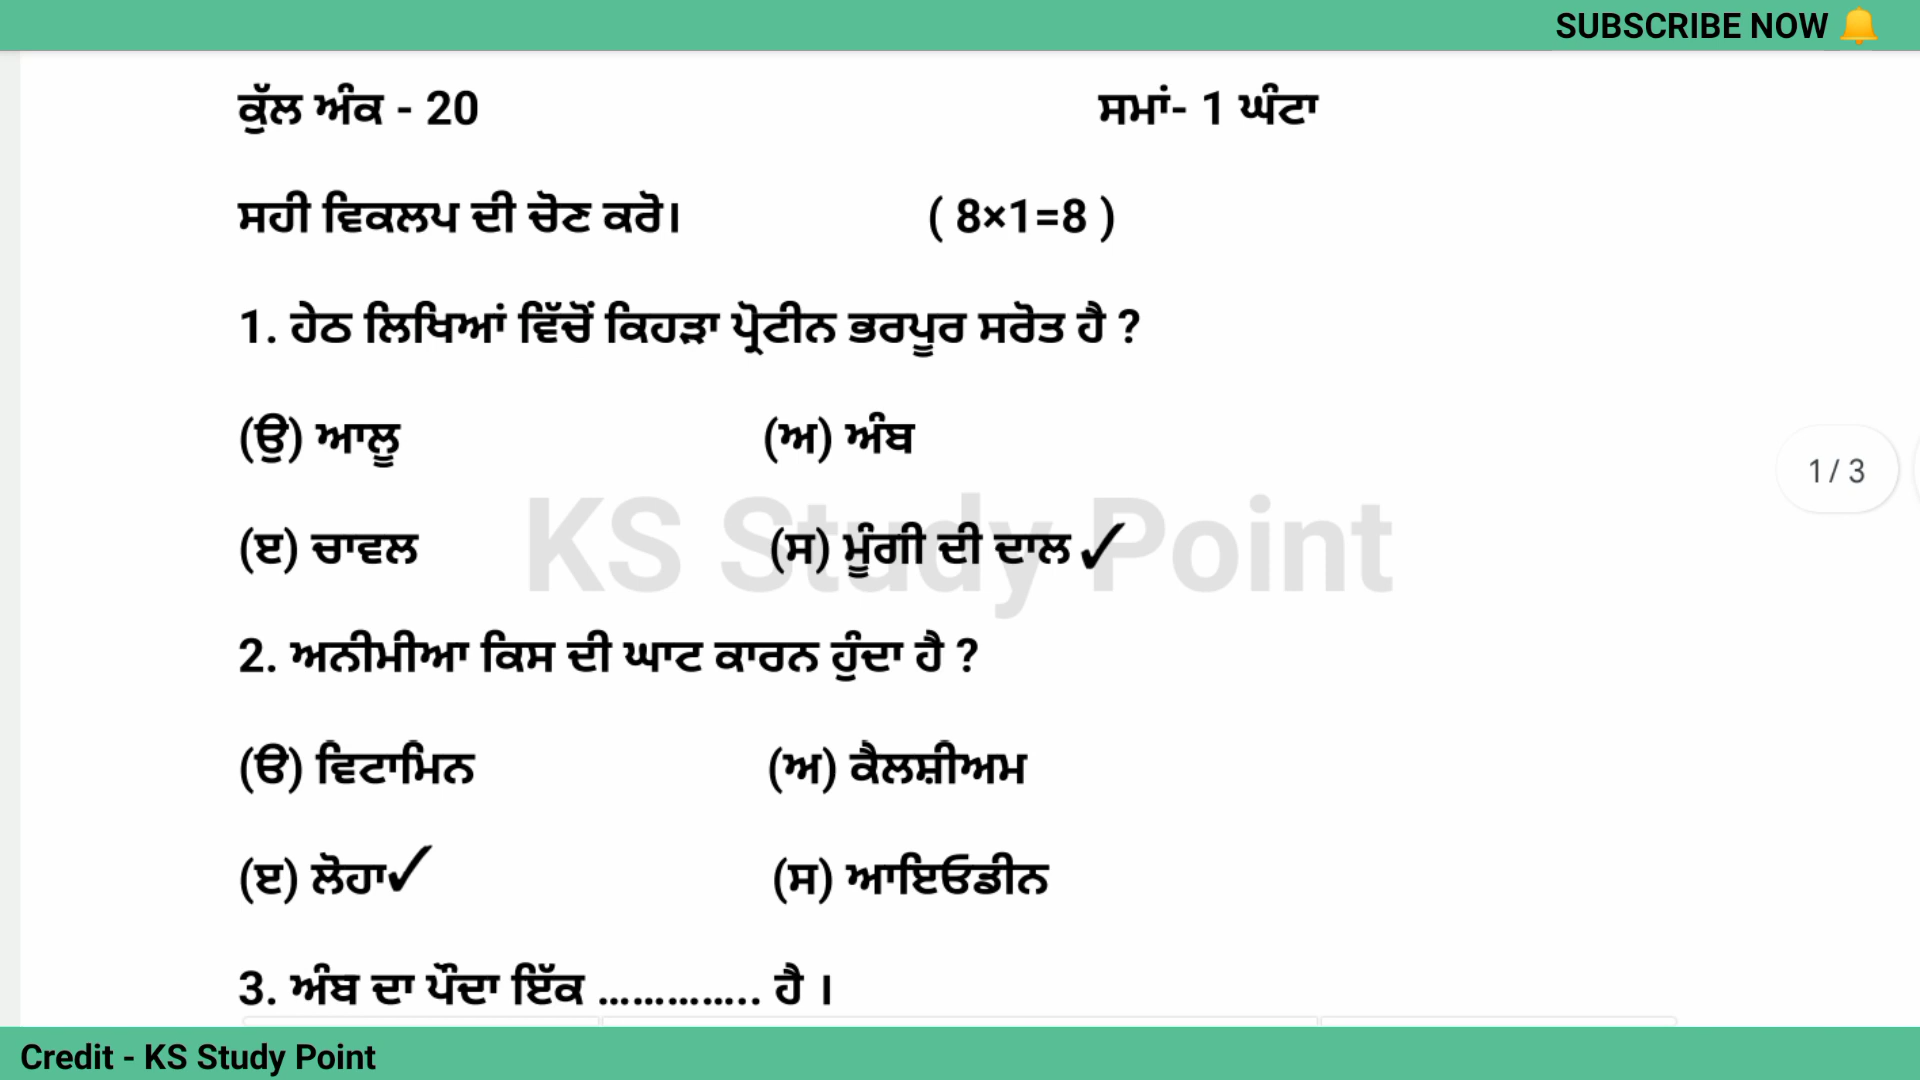 SUBSCRIBE NOW 🔔
ਕੁੱਲ ਅੰਕ - 20 ਸਮਾਂ- 1 ਘੰਟਾ
ਸਹੀ ਵਿਕਲਪ ਦੀ ਚੋਣ ਕਰੋ। ( 8×1=8 )
1. ਹੇਠ ਲਿਖਿਆਂ ਵਿੱਚੋਂ ਕਿਹੜਾ ਪ੍ਰੋਟੀਨ ਭਰਪੂਰ ਸਰੋਤ ਹੈ ?
(ਉ) ਆਲੂ (ਅ) ਅੰਬ
(ੲ) ਚਾਵਲ (ਸ) ਮੂੰਗੀ ਦੀ ਦਾਲ ✓
KS Study Point
2. ਅਨੀਮੀਆ ਕਿਸ ਦੀ ਘਾਟ ਕਾਰਨ ਹੁੰਦਾ ਹੈ ?
(ੳ) ਵਿਟਾਮਿਨ (ਅ) ਕੈਲਸ਼ੀਅਮ
(ੲ) ਲੋਹਾ✓ (ਸ) ਆਇਓਡੀਨ
3. ਅੰਬ ਦਾ ਪੌਦਾ ਇੱਕ .............. ਹੈ ।
1 / 3
Credit - KS Study Point